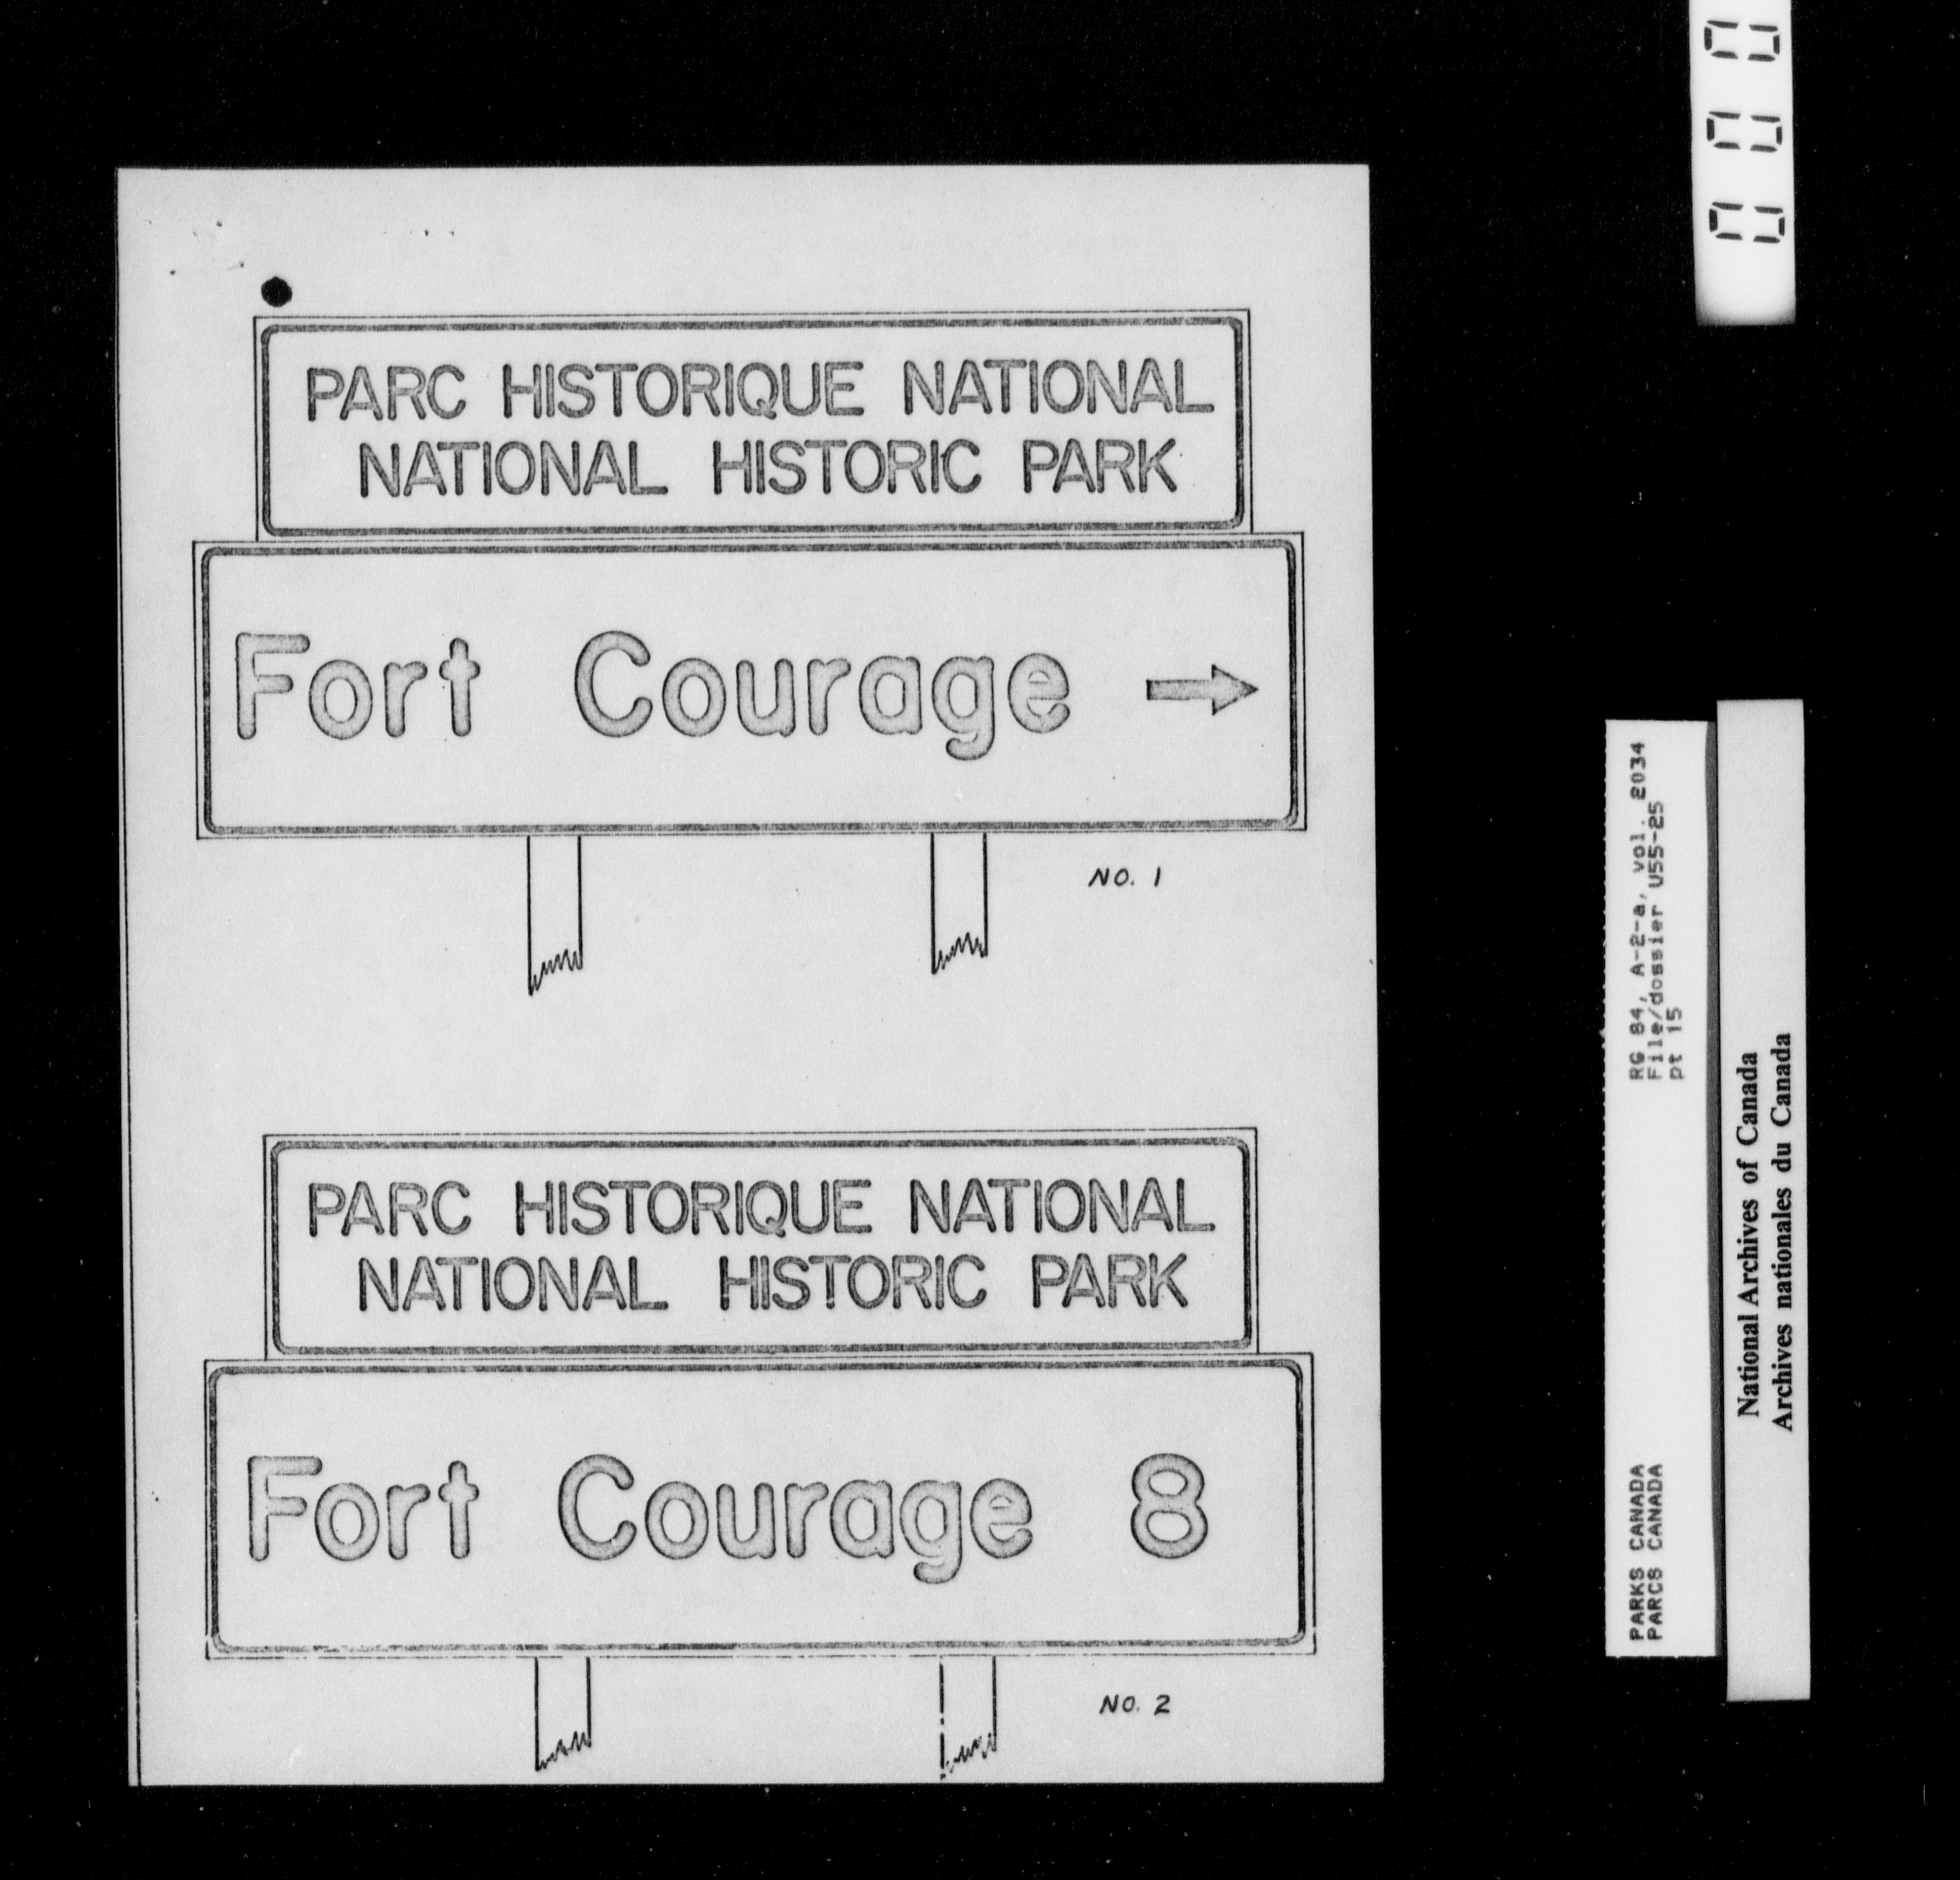 PARC HISTORIQUE NATIONAL
NATIONAL HISTORIC PARK
Fort Courage →
NO. 1
PARC HISTORIQUE NATIONAL
NATIONAL HISTORIC PARK
Fort Courage 8
NO. 2
000
RG 84, A-2-a, vol. 2034
File/dossier U55-25
pt 15
PARKS CANADA
PARCS CANADA
National Archives of Canada
Archives nationales du Canada